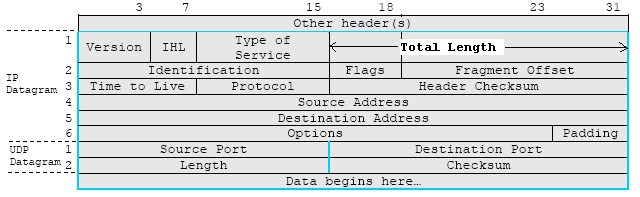 3 7 15 18 23 31
Other header(s)
1 Version IHL Type of Service Total Length
IP Datagram
2 Identification Flags Fragment Offset
3 Time to Live Protocol Header Checksum
4 Source Address
5 Destination Address
6 Options Padding
UDP Datagram
1 Source Port Destination Port
2 Length Checksum
Data begins here…